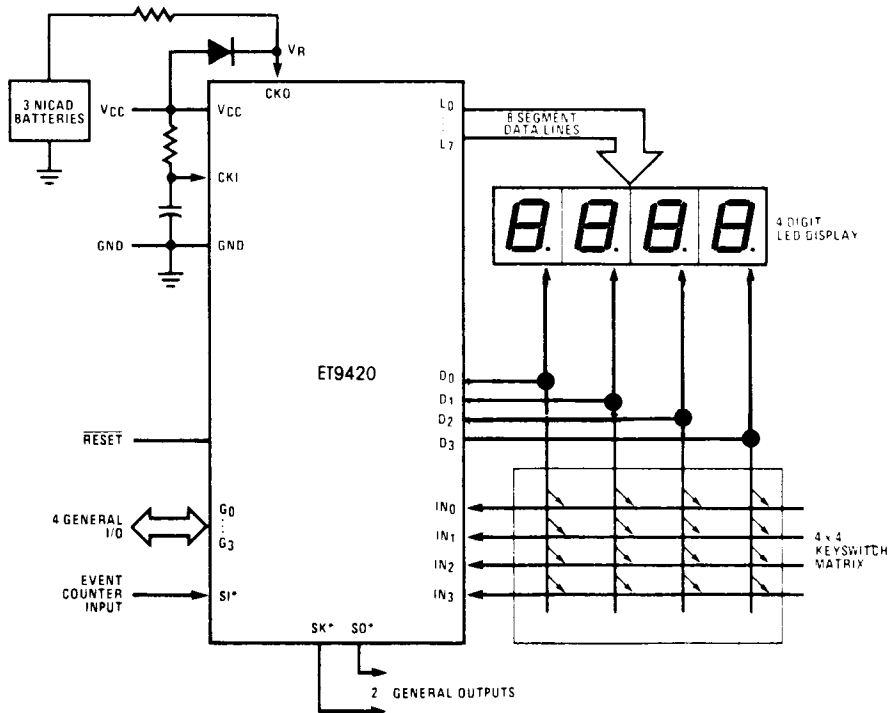 VR
CKO
3 NICAD
BATTERIES
VCC
VCC
L0
L7
8 SEGMENT
DATA LINES
CKI
4 DIGIT
LED DISPLAY
GND
GND
ET9420
D0
D1
D2
D3
RESET
4 GENERAL
I/O
G0
G3
IN0
IN1
IN2
IN3
4 x 4
KEYSWITCH
MATRIX
EVENT
COUNTER
INPUT
SI*
SK*
SO*
2 GENERAL OUTPUTS